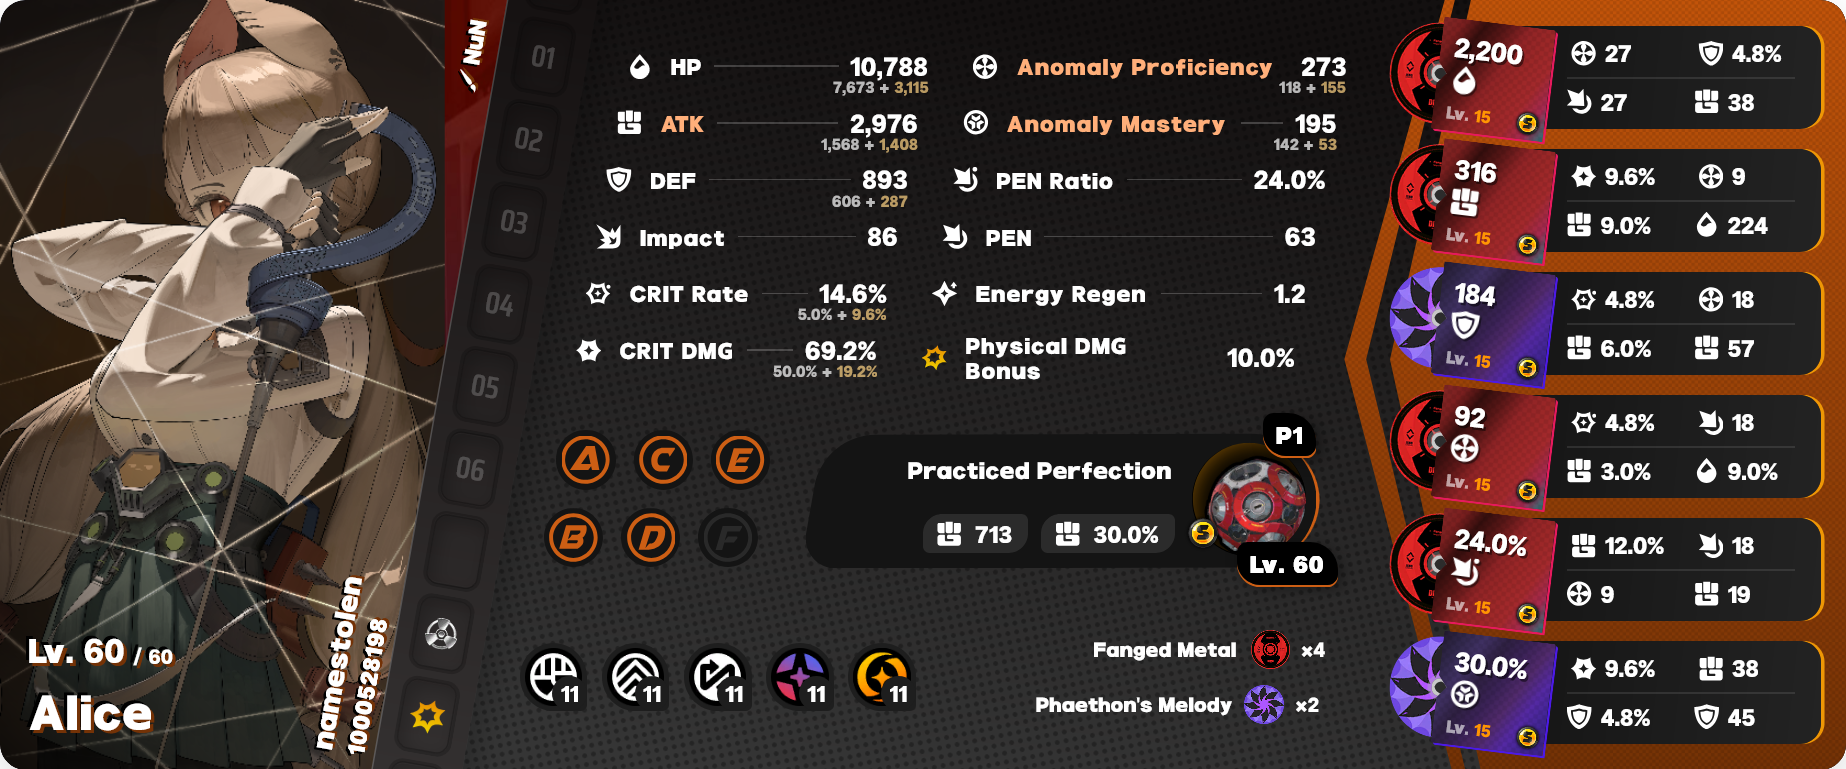 NuN
01
02
03
04
05
06
HP 10,788
7,673 + 3,115
ATK 2,976
1,568 + 1,408
DEF 893
606 + 287
Impact 86
CRIT Rate 14.6%
5.0% + 9.6%
CRIT DMG 69.2%
50.0% + 19.2%
Anomaly Proficiency 273
118 + 155
Anomaly Mastery 195
142 + 53
PEN Ratio 24.0%
PEN 63
Energy Regen 1.2
Physical DMG
Bonus 10.0%
A C E
B D F
P1
Practiced Perfection
713 30.0%
S
Lv. 60
11 11 11 11 11
Fanged Metal ×4
Phaethon's Melody ×2
2,200
Lv. 15 S
27 4.8%
27 38
316
Lv. 15 S
9.6% 9
9.0% 224
184
Lv. 15 S
4.8% 18
6.0% 57
92
Lv. 15 S
4.8% 18
3.0% 9.0%
24.0%
Lv. 15 S
12.0% 18
9 19
30.0%
Lv. 15 S
9.6% 38
4.8% 45
Lv. 60 / 60
Alice
namestolen
1000528198